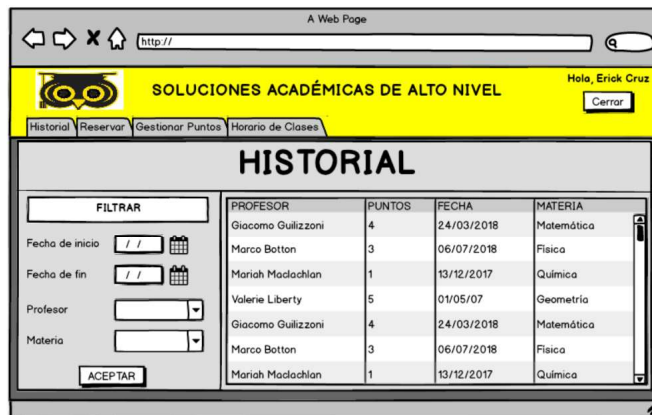 A Web Page
http://
SOLUCIONES ACADÉMICAS DE ALTO NIVEL
Hola, Erick Cruz
Cerrar
Historial Reservar Gestionar Puntos Horario de Clases
HISTORIAL
FILTRAR
Fecha de inicio / /
Fecha de fin / /
Profesor
Materia
ACEPTAR
PROFESOR PUNTOS FECHA MATERIA
Giacomo Guilizzoni 4 24/03/2018 Matemática
Marco Botton 3 06/07/2018 Física
Mariah Maclachlan 1 13/12/2017 Química
Valerie Liberty 5 01/05/07 Geometría
Giacomo Guilizzoni 4 24/03/2018 Matemática
Marco Botton 3 06/07/2018 Física
Mariah Maclachlan 1 13/12/2017 Química